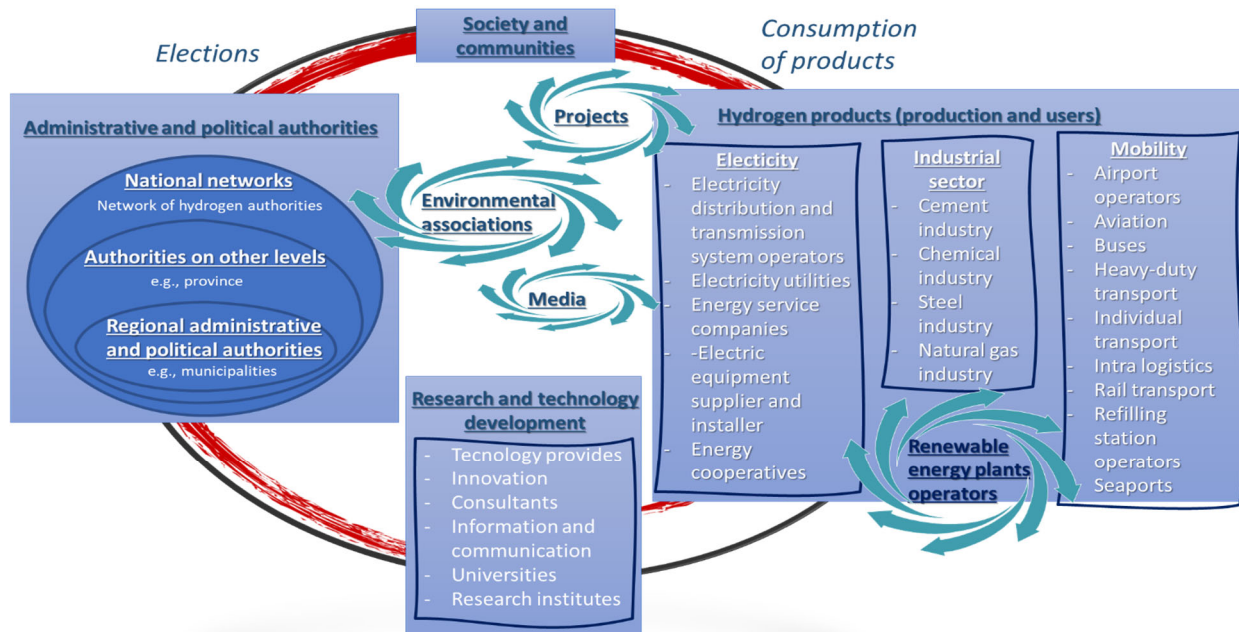 Society and
communities
Elections
Consumption
of products
Administrative and political authorities
National networks
Network of hydrogen authorities
Authorities on other levels
e.g., province
Regional administrative
and political authorities
e.g., municipalities
Projects
Environmental
associations
Media
Hydrogen products (production and users)
Electicity
- Electricity
distribution and
transmission
system operators
- Electricity utilities
- Energy service
companies
- -Electric
equipment
supplier and
installer
- Energy
cooperatives
Industrial
sector
- Cement
industry
- Chemical
industry
- Steel
industry
- Natural gas
industry
Mobility
- Airport
operators
- Aviation
- Buses
- Heavy-duty
transport
- Individual
transport
- Intra logistics
- Rail transport
- Refilling
station
operators
- Seaports
Renewable
energy plants
operators
Research and technology
development
- Tecnology provides
- Innovation
- Consultants
- Information and
communication
- Universities
- Research institutes